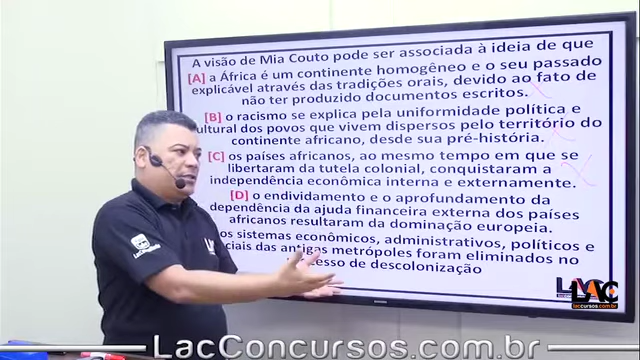 A visão de Mia Couto pode ser associada à ideia de que
[A] a África é um continente homogêneo e o seu passado
explicável através das tradições orais, devido ao fato de
não ter produzido documentos escritos.
[B] o racismo se explica pela uniformidade política e
cultural dos povos que vivem dispersos pelo território do
continente africano, desde sua pré-história.
[C] os países africanos, ao mesmo tempo em que se
libertaram da tutela colonial, conquistaram a
independência econômica interna e externamente.
[D] o endividamento e o aprofundamento da
dependência da ajuda financeira externa dos países
africanos resultaram da dominação europeia.
os sistemas econômicos, administrativos, políticos e
ciais das antigas metrópoles foram eliminados no
cesso de descolonização
LAC
laccursos.com.br
LacConcursos.com.br